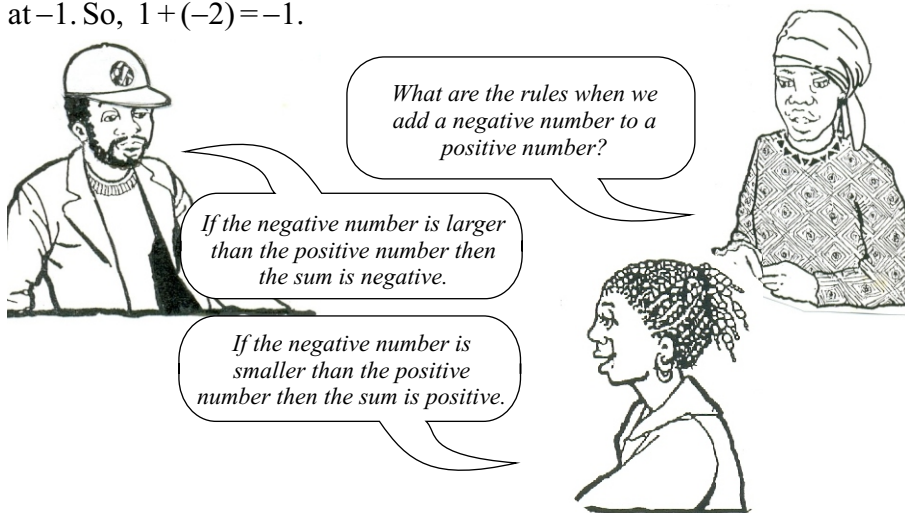 at –1. So, 1 + (–2) = –1.
What are the rules when we
add a negative number to a
positive number?
If the negative number is larger
than the positive number then
the sum is negative.
If the negative number is
smaller than the positive
number then the sum is positive.